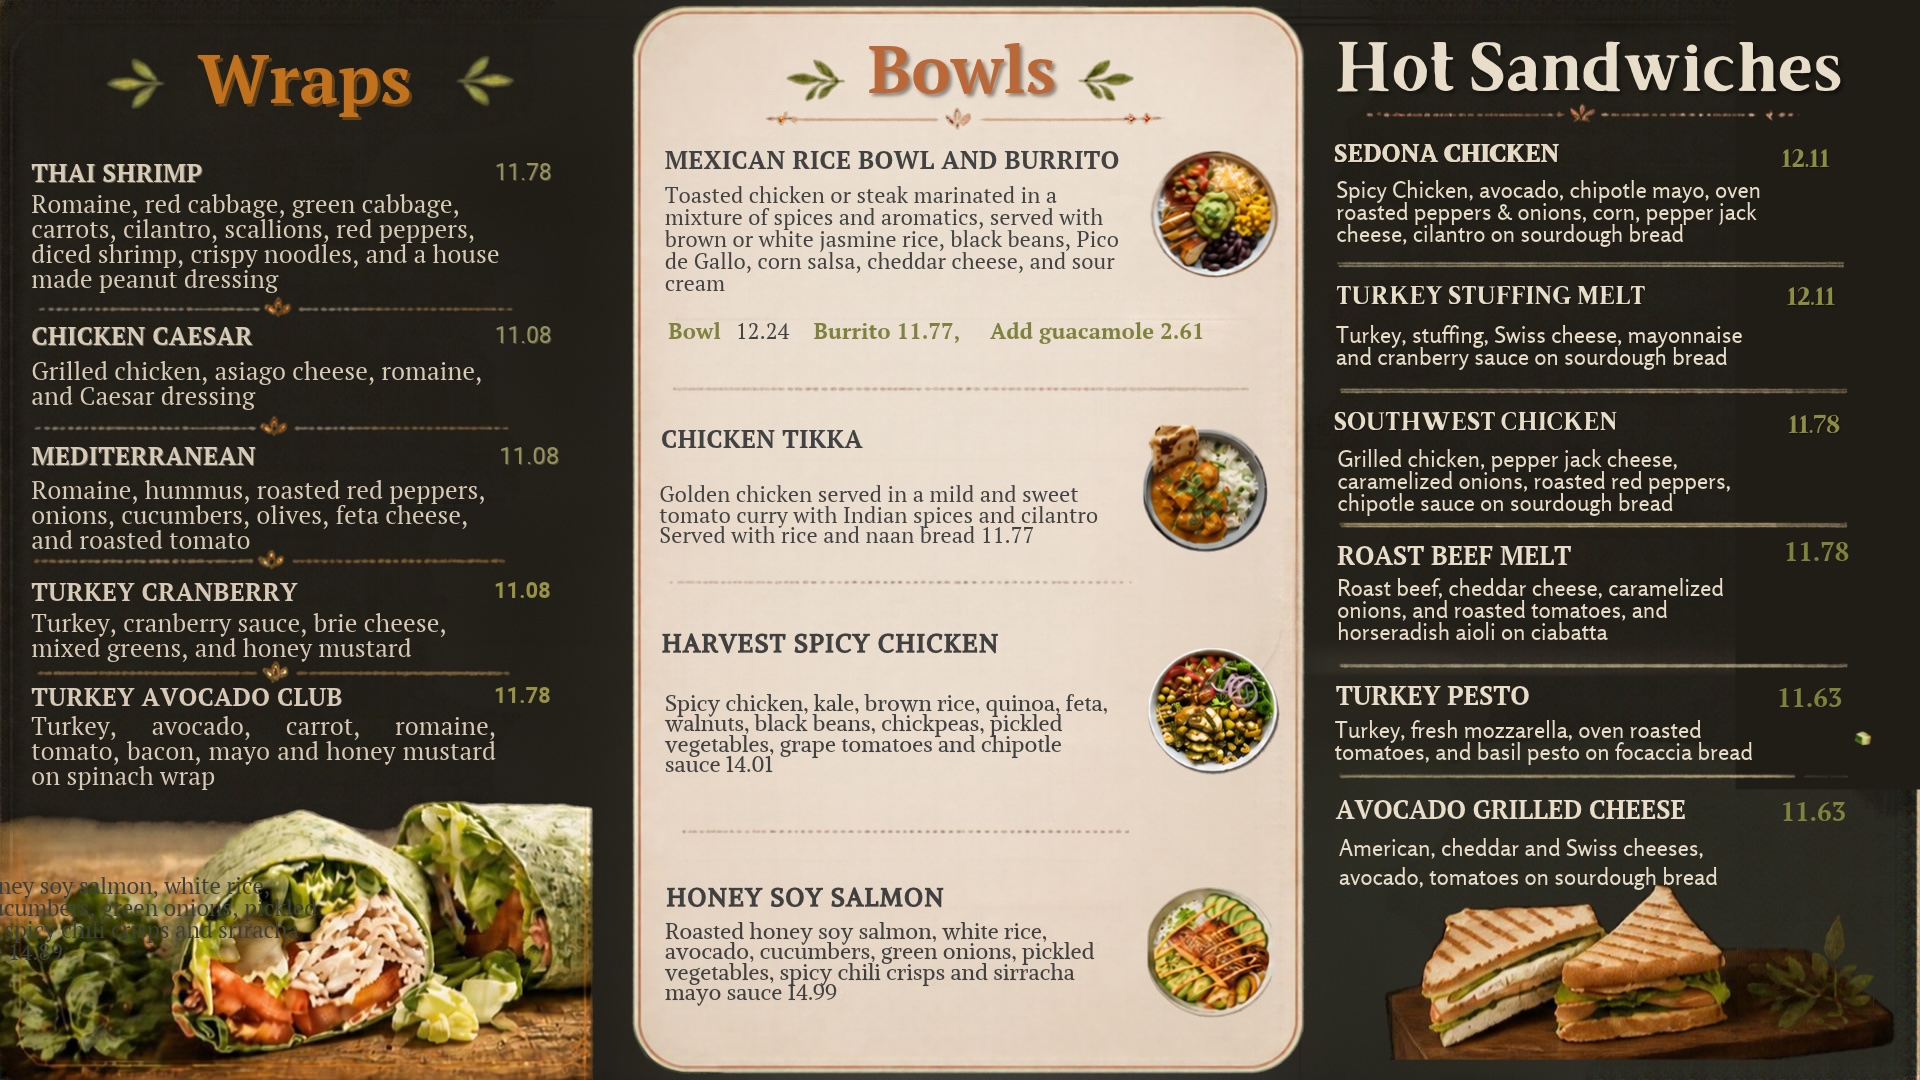 Wraps
THAI SHRIMP 11.78
Romaine, red cabbage, green cabbage,
carrots, cilantro, scallions, red peppers,
diced shrimp, crispy noodles, and a house
made peanut dressing
CHICKEN CAESAR 11.08
Grilled chicken, asiago cheese, romaine,
and Caesar dressing
MEDITERRANEAN 11.08
Romaine, hummus, roasted red peppers,
onions, cucumbers, olives, feta cheese,
and roasted tomato
TURKEY CRANBERRY 11.08
Turkey, cranberry sauce, brie cheese,
mixed greens, and honey mustard
TURKEY AVOCADO CLUB 11.78
Turkey, avocado, carrot, romaine,
tomato, bacon, mayo and honey mustard
on spinach wrap
soy salmon, white rice,
green onions, pickled
spicy chili crisps and sriracha
Bowls
MEXICAN RICE BOWL AND BURRITO
Toasted chicken or steak marinated in a
mixture of spices and aromatics, served with
brown or white jasmine rice, black beans, Pico
de Gallo, corn salsa, cheddar cheese, and sour
cream
Bowl 12.24 Burrito 11.77, Add guacamole 2.61
CHICKEN TIKKA
Golden chicken served in a mild and sweet
tomato curry with Indian spices and cilantro
Served with rice and naan bread 11.77
HARVEST SPICY CHICKEN
Spicy chicken, kale, brown rice, quinoa, feta,
walnuts, black beans, chickpeas, pickled
vegetables, grape tomatoes and chipotle
sauce 14.01
HONEY SOY SALMON
Roasted honey soy salmon, white rice,
avocado, cucumbers, green onions, pickled
vegetables, spicy chili crisps and sirracha
mayo sauce 14.99
Hot Sandwiches
SEDONA CHICKEN 12.11
Spicy Chicken, avocado, chipotle mayo, oven
roasted peppers & onions, corn, pepper jack
cheese, cilantro on sourdough bread
TURKEY STUFFING MELT 12.11
Turkey, stuffing, Swiss cheese, mayonnaise
and cranberry sauce on sourdough bread
SOUTHWEST CHICKEN 11.78
Grilled chicken, pepper jack cheese,
caramelized onions, roasted red peppers,
chipotle sauce on sourdough bread
ROAST BEEF MELT 11.78
Roast beef, cheddar cheese, caramelized
onions, and roasted tomatoes, and
horseradish aioli on ciabatta
TURKEY PESTO 11.63
Turkey, fresh mozzarella, oven roasted
tomatoes, and basil pesto on focaccia bread
AVOCADO GRILLED CHEESE 11.63
American, cheddar and Swiss cheeses,
avocado, tomatoes on sourdough bread